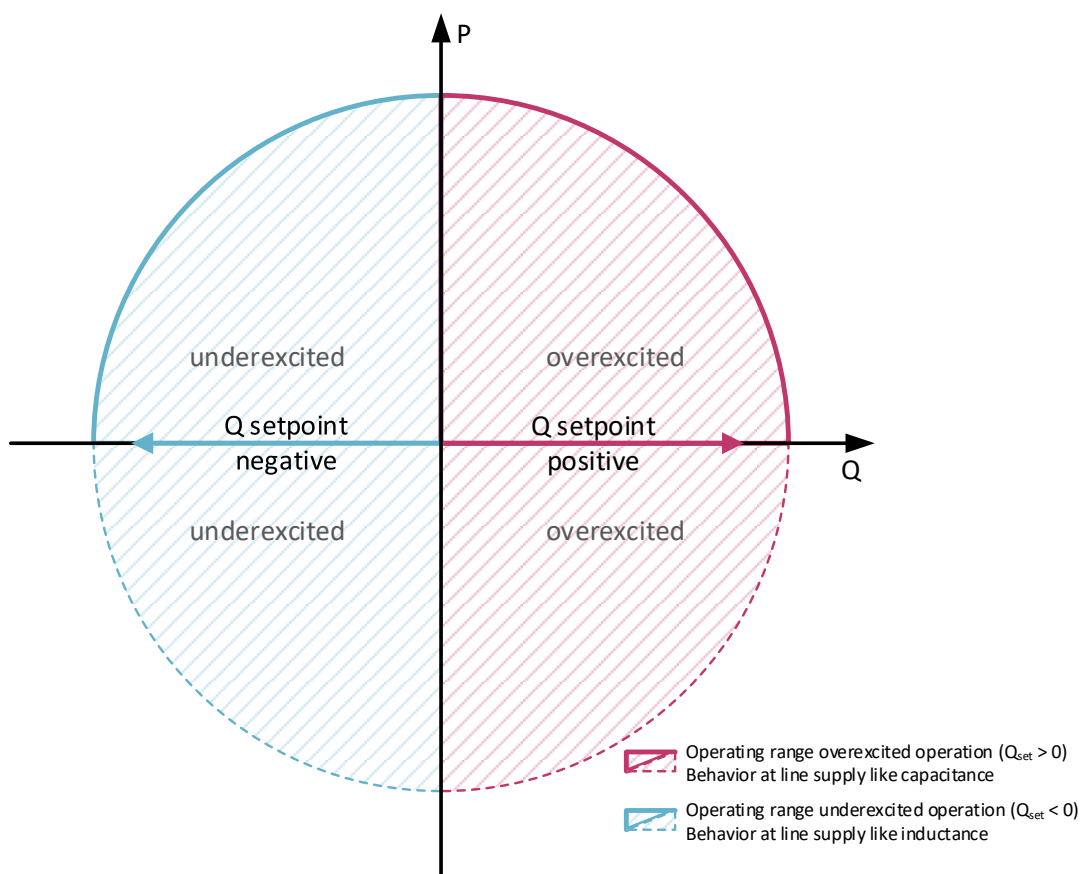 P
underexcited
overexcited
Q setpoint
negative
Q setpoint
positive
Q
underexcited
overexcited
Operating range overexcited operation (Qset > 0)
Behavior at line supply like capacitance
Operating range underexcited operation (Qset < 0)
Behavior at line supply like inductance